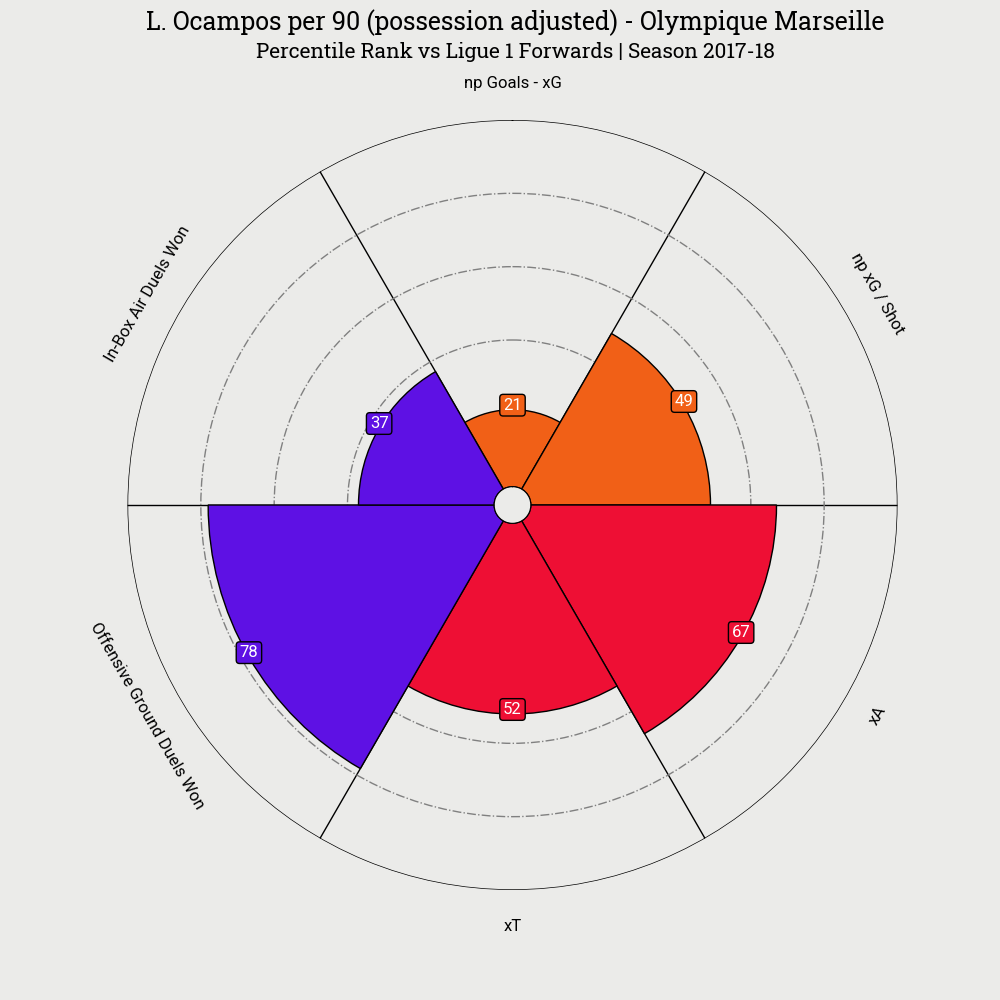 L. Ocampos per 90 (possession adjusted) - Olympique Marseille
Percentile Rank vs Ligue 1 Forwards | Season 2017-18
np Goals - xG
In-Box Air Duels Won
np xG / Shot
37
21
49
78
52
67
Offensive Ground Duels Won
xA
xT